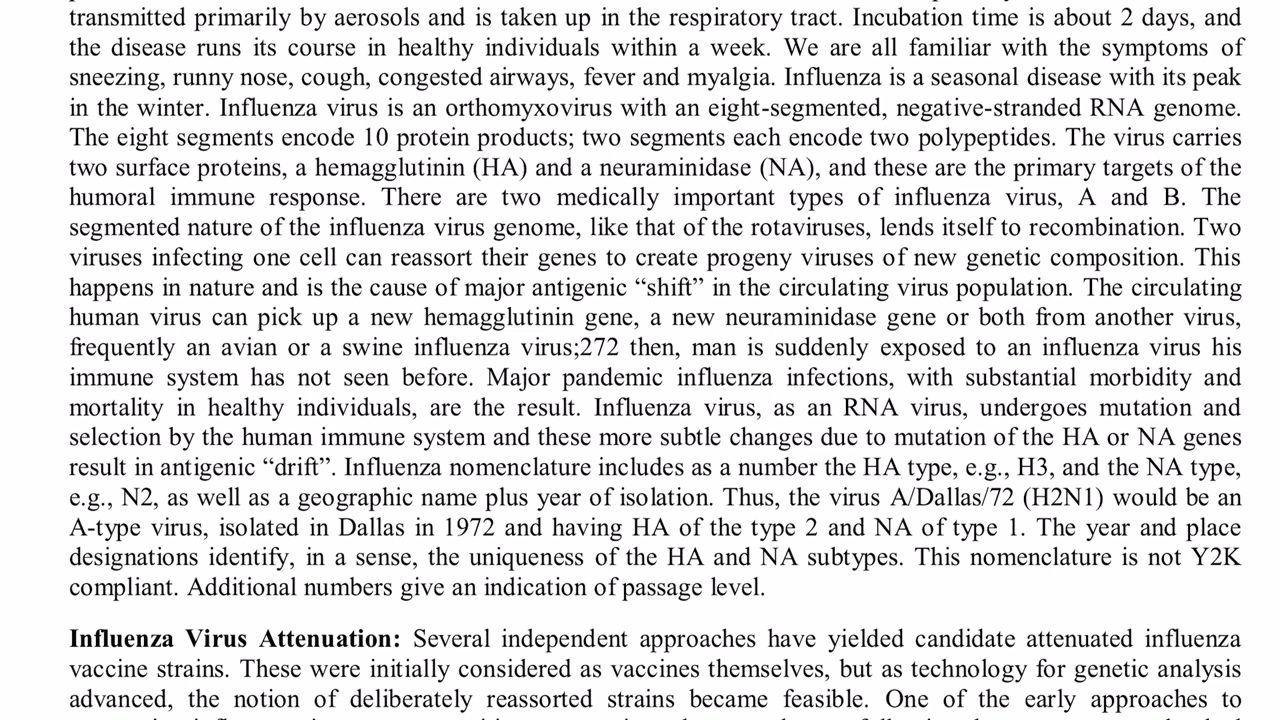 transmitted primarily by aerosols and is taken up in the respiratory tract. Incubation time is about 2 days, and
the disease runs its course in healthy individuals within a week. We are all familiar with the symptoms of
sneezing, runny nose, cough, congested airways, fever and myalgia. Influenza is a seasonal disease with its peak
in the winter. Influenza virus is an orthomyxovirus with an eight-segmented, negative-stranded RNA genome.
The eight segments encode 10 protein products; two segments each encode two polypeptides. The virus carries
two surface proteins, a hemagglutinin (HA) and a neuraminidase (NA), and these are the primary targets of the
humoral immune response. There are two medically important types of influenza virus, A and B. The
segmented nature of the influenza virus genome, like that of the rotaviruses, lends itself to recombination. Two
viruses infecting one cell can reassort their genes to create progeny viruses of new genetic composition. This
happens in nature and is the cause of major antigenic “shift” in the circulating virus population. The circulating
human virus can pick up a new hemagglutinin gene, a new neuraminidase gene or both from another virus,
frequently an avian or a swine influenza virus;272 then, man is suddenly exposed to an influenza virus his
immune system has not seen before. Major pandemic influenza infections, with substantial morbidity and
mortality in healthy individuals, are the result. Influenza virus, as an RNA virus, undergoes mutation and
selection by the human immune system and these more subtle changes due to mutation of the HA or NA genes
result in antigenic “drift”. Influenza nomenclature includes as a number the HA type, e.g., H3, and the NA type,
e.g., N2, as well as a geographic name plus year of isolation. Thus, the virus A/Dallas/72 (H2N1) would be an
A-type virus, isolated in Dallas in 1972 and having HA of the type 2 and NA of type 1. The year and place
designations identify, in a sense, the uniqueness of the HA and NA subtypes. This nomenclature is not Y2K
compliant. Additional numbers give an indication of passage level.
Influenza Virus Attenuation: Several independent approaches have yielded candidate attenuated influenza
vaccine strains. These were initially considered as vaccines themselves, but as technology for genetic analysis
advanced, the notion of deliberately reassorted strains became feasible. One of the early approaches to